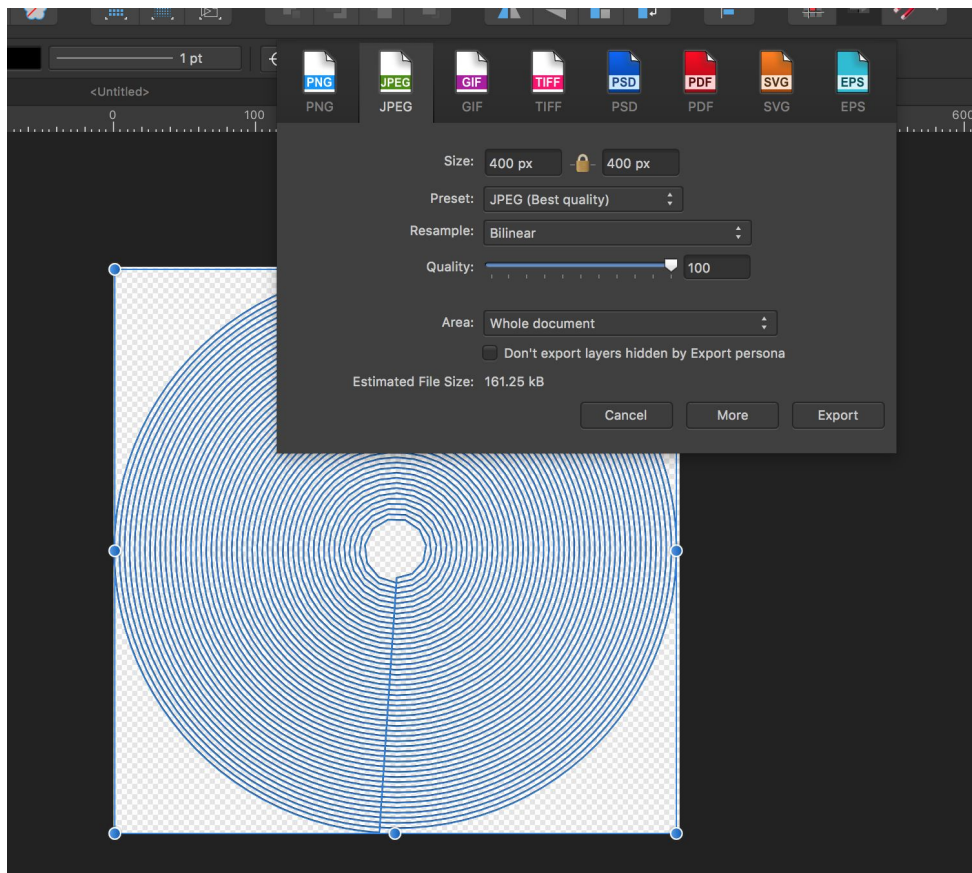 1 pt
<Untitled>
0
100
600
PNG JPEG GIF TIFF PSD PDF SVG EPS
PNG JPEG GIF TIFF PSD PDF SVG EPS
Size: 400 px 400 px
Preset: JPEG (Best quality)
Resample: Bilinear
Quality: 100
Area: Whole document
Don't export layers hidden by Export persona
Estimated File Size: 161.25 kB
Cancel More Export